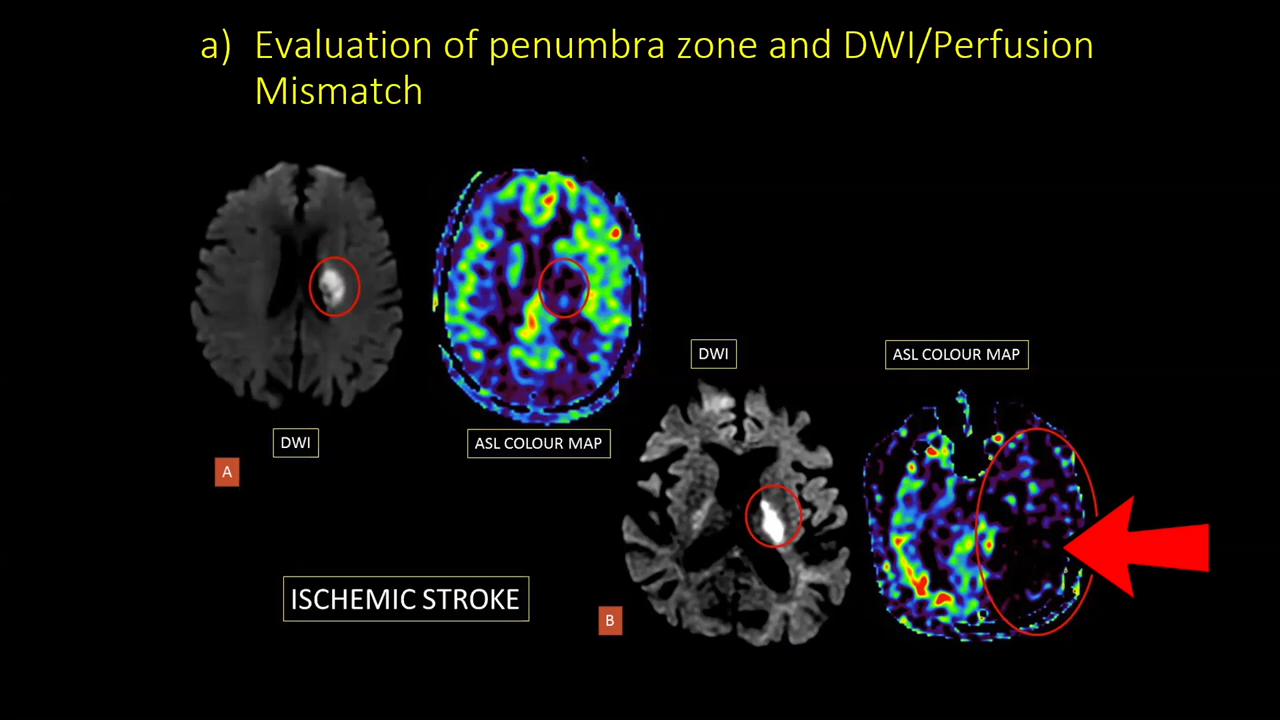 a) Evaluation of penumbra zone and DWI/Perfusion
Mismatch
DWI
ASL COLOUR MAP
A
DWI
ASL COLOUR MAP
B
ISCHEMIC STROKE